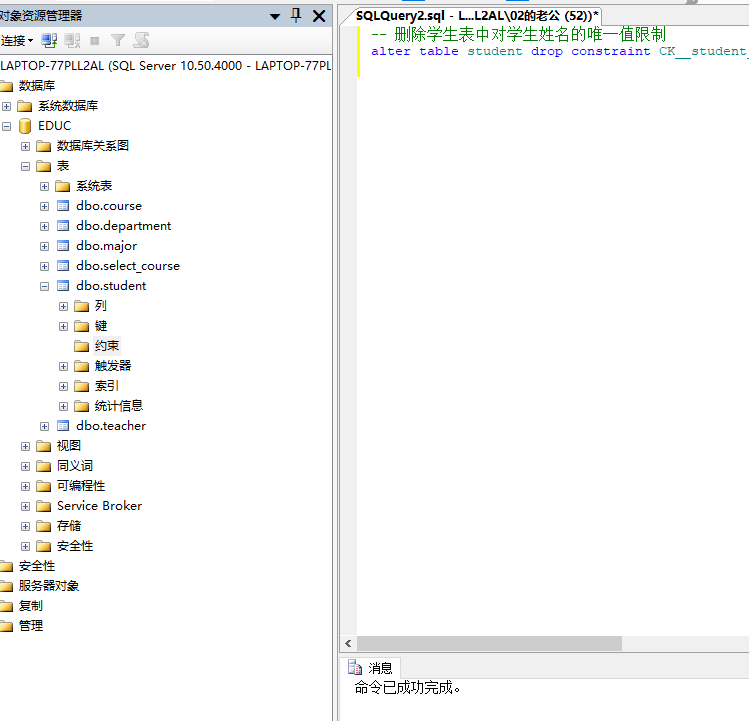 对象资源管理器
连接
LAPTOP-77PLL2AL (SQL Server 10.50.4000 - LAPTOP-77PLL
数据库
系统数据库
EDUC
数据库关系图
表
系统表
dbo.course
dbo.department
dbo.major
dbo.select_course
dbo.student
列
键
约束
触发器
索引
统计信息
dbo.teacher
视图
同义词
可编程性
Service Broker
存储
安全性
安全性
服务器对象
复制
管理
SQLQuery2.sql - L...L2AL\02的老公 (52))*
-- 删除学生表中对学生姓名的唯一值限制
alter table student drop constraint CK__student_
消息
命令已成功完成。